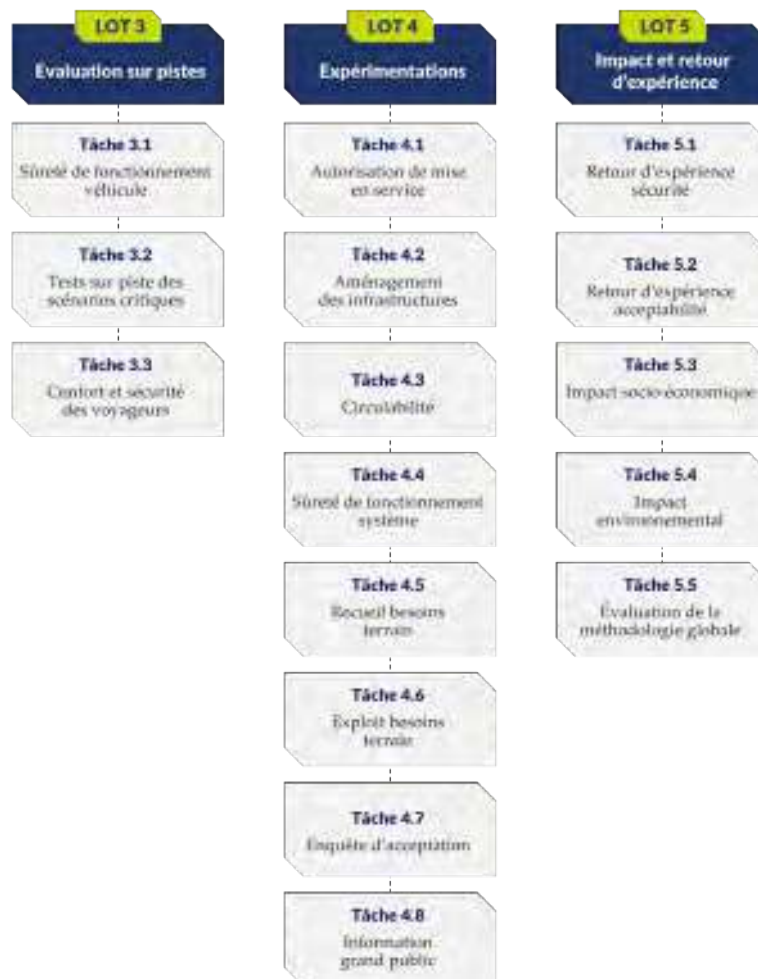 LOT 3
Évaluation sur pistes
Tâche 3.1
Sûreté de fonctionnement
véhicule
Tâche 3.2
Tests sur piste des
scénarios critiques
Tâche 3.3
Confort et sécurité
des voyageurs
LOT 4
Expérimentations
Tâche 4.1
Autorisation de mise
en service
Tâche 4.2
Aménagement
des infrastructures
Tâche 4.3
Circulabilité
Tâche 4.4
Sûreté de fonctionnement
système
Tâche 4.5
Recueil besoins
terrain
Tâche 4.6
Exploit besoins
terrain
Tâche 4.7
Enquête d'acceptation
Tâche 4.8
Information
grand public
LOT 5
Impact et retour
d'expérience
Tâche 5.1
Retour d'expérience
sécurité
Tâche 5.2
Retour d'expérience
acceptabilité
Tâche 5.3
Impact socio-économique
Tâche 5.4
Impact
environnemental
Tâche 5.5
Évaluation de la
méthadologie globale